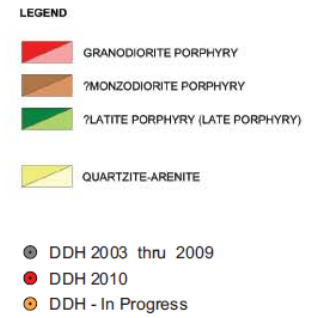 LEGEND
GRANODIORITE PORPHYRY
?MONZODIORITE PORPHYRY
?LATITE PORPHYRY (LATE PORPHYRY)
QUARTZITE-ARENITE
DDH 2003 thru 2009
DDH 2010
DDH - In Progress